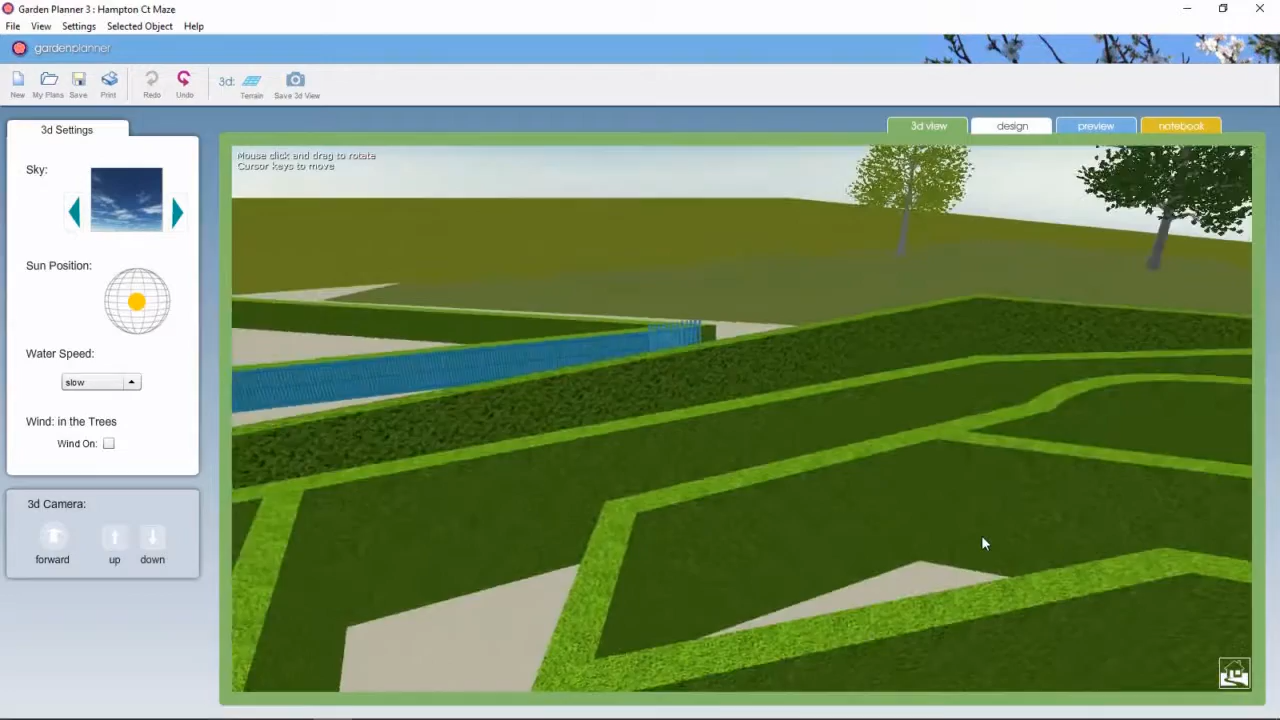 Garden Planner 3 : Hampton Ct Maze
File View Settings Selected Object Help
gardenplanner
New My Plans Save Print Redo Undo 3d: Terrain Save 3d View
3d view design preview notebook
3d Settings
Mouse click and drag to rotate
Cursor keys to move
Sky:
Sun Position:
Water Speed:
slow
Wind: in the Trees
Wind On:
3d Camera:
forward up down